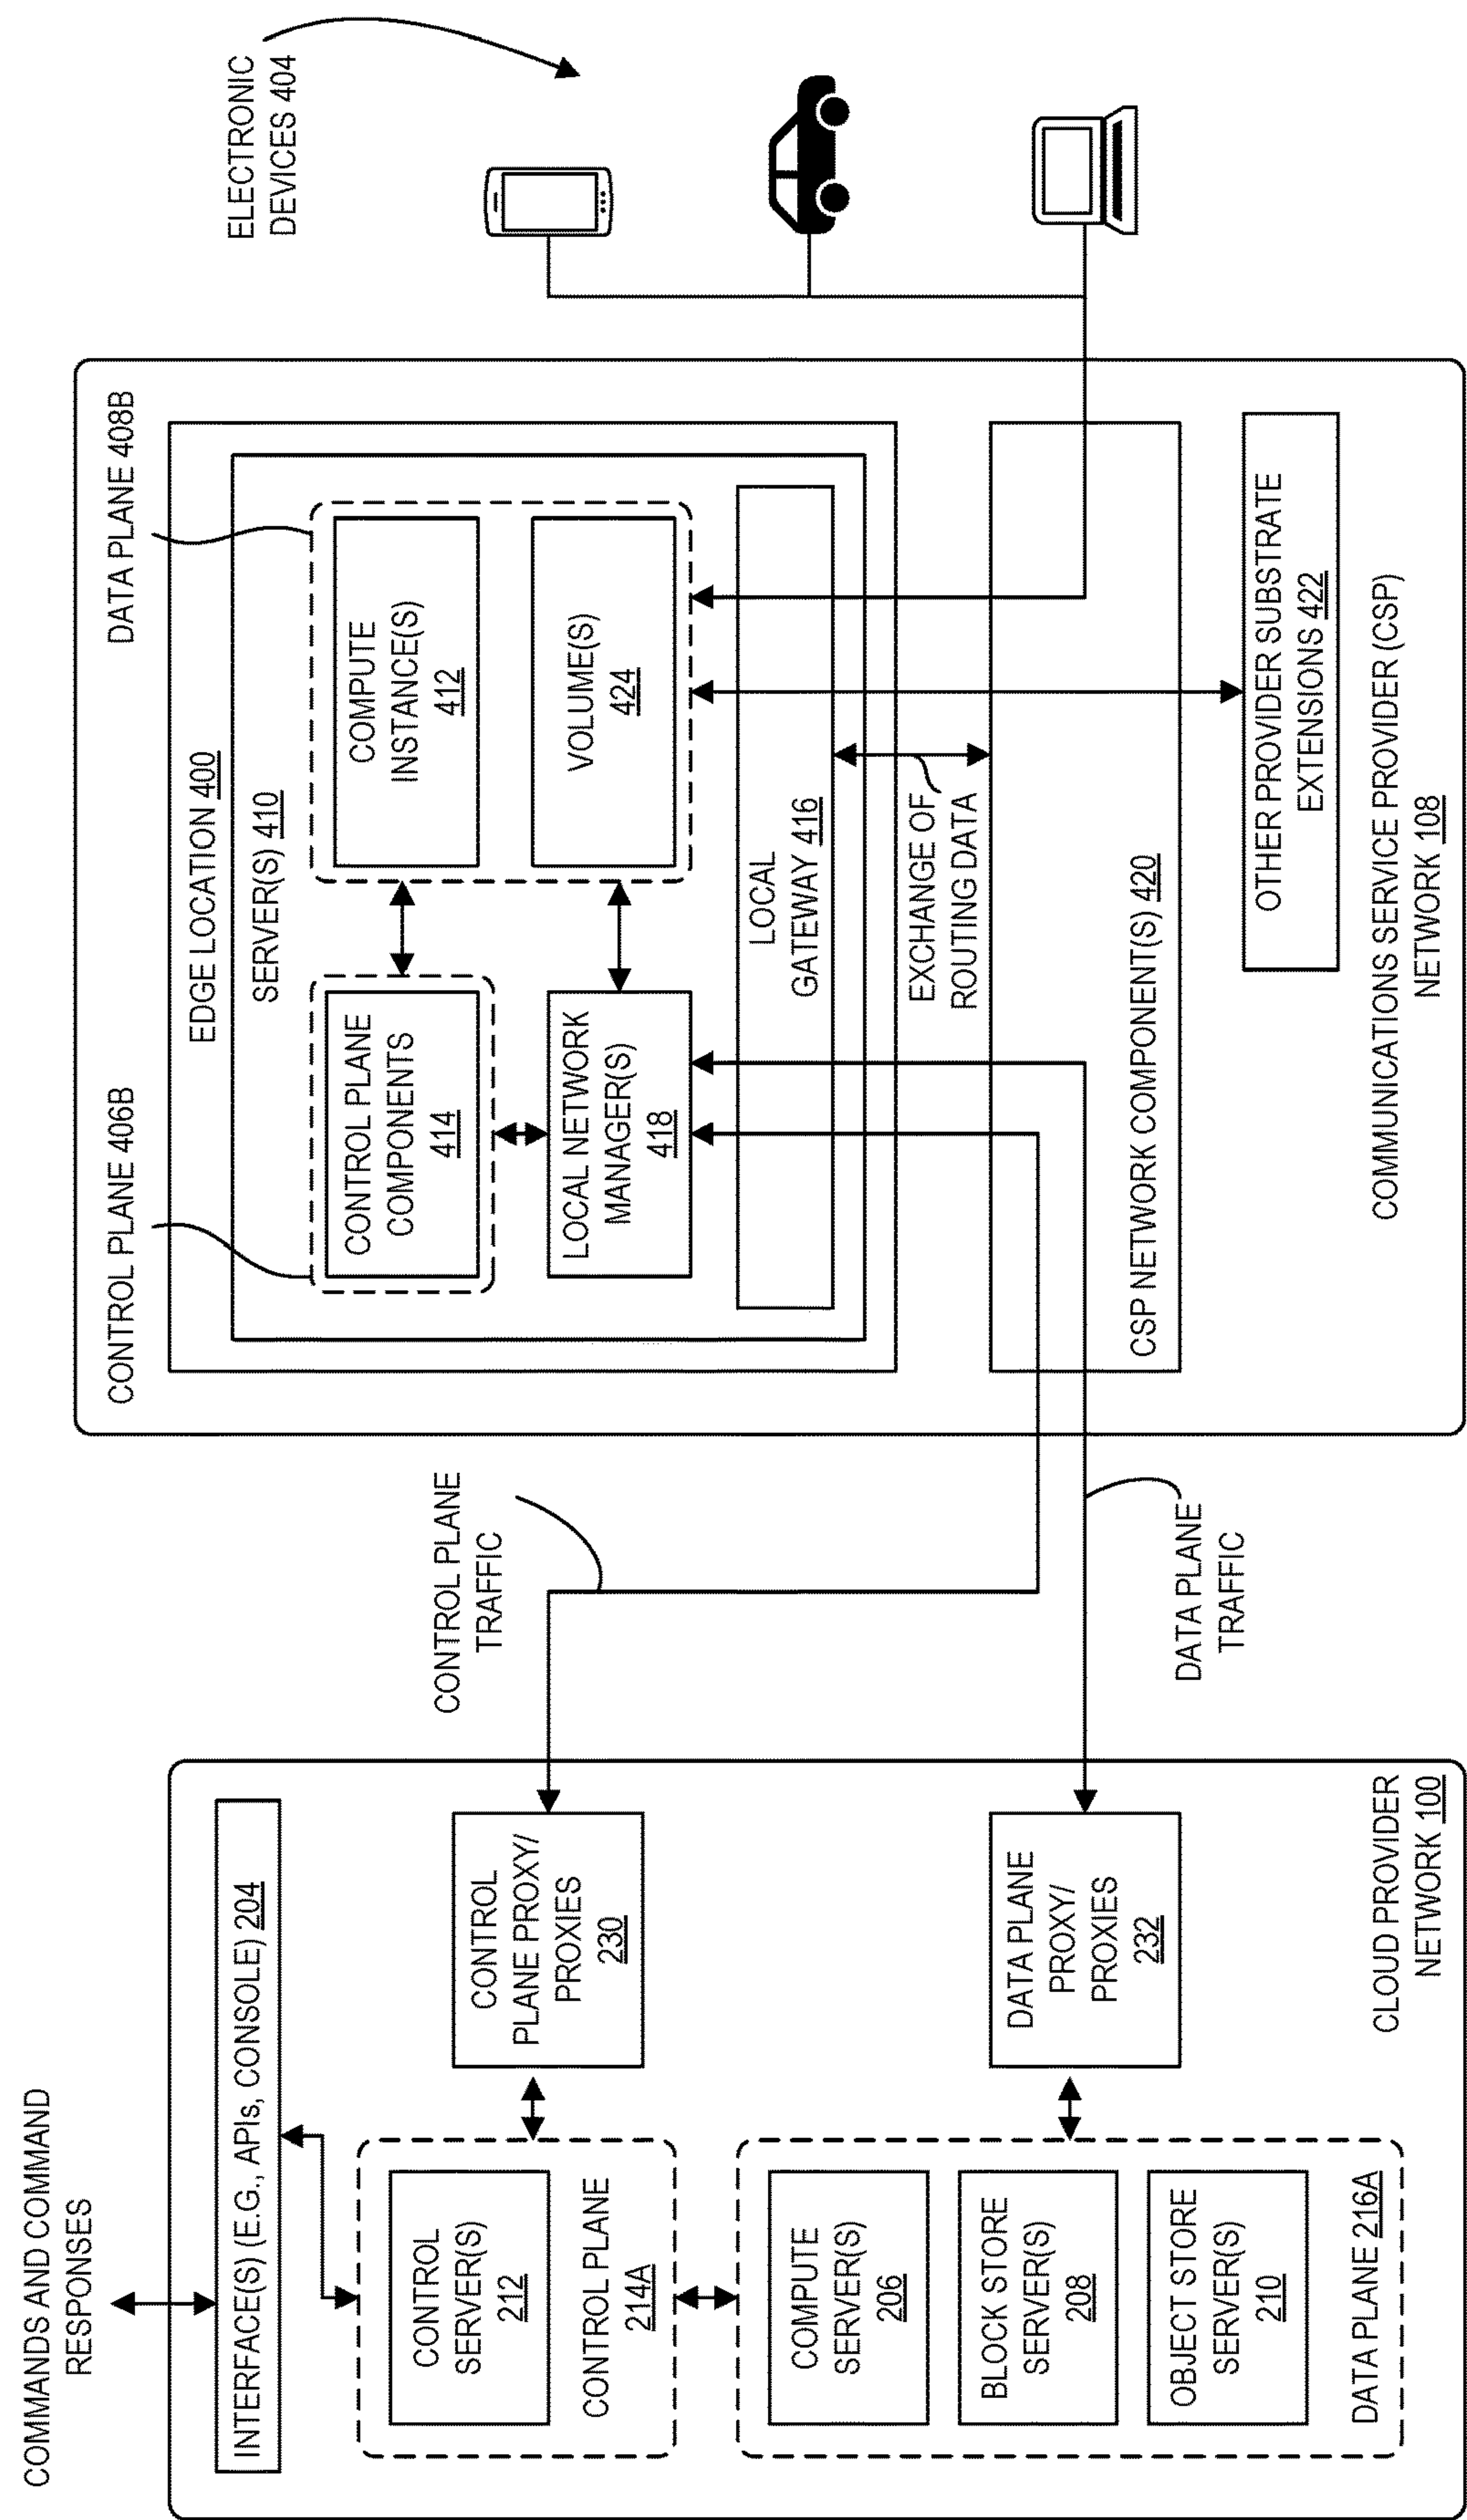 COMMANDS AND COMMAND
RESPONSES
INTERFACE(S) (E.G., APIs, CONSOLE) 204
CONTROL
SERVER(S)
212
CONTROL PLANE
214A
CONTROL
PLANE PROXY/
PROXIES
230
COMPUTE
SERVER(S)
206
BLOCK STORE
SERVER(S)
208
OBJECT STORE
SERVER(S)
210
DATA PLANE 216A
DATA PLANE
PROXY/
PROXIES
232
CLOUD PROVIDER
NETWORK 100
CONTROL PLANE
TRAFFIC
DATA PLANE
TRAFFIC
CONTROL PLANE 406B
DATA PLANE 408B
EDGE LOCATION 400
SERVER(S) 410
CONTROL PLANE
COMPONENTS
414
COMPUTE
INSTANCE(S)
412
LOCAL NETWORK
MANAGER(S)
418
VOLUME(S)
424
LOCAL
GATEWAY 416
EXCHANGE OF
ROUTING DATA
CSP NETWORK COMPONENT(S) 420
OTHER PROVIDER SUBSTRATE
EXTENSIONS 422
COMMUNICATIONS SERVICE PROVIDER (CSP)
NETWORK 108
ELECTRONIC
DEVICES 404